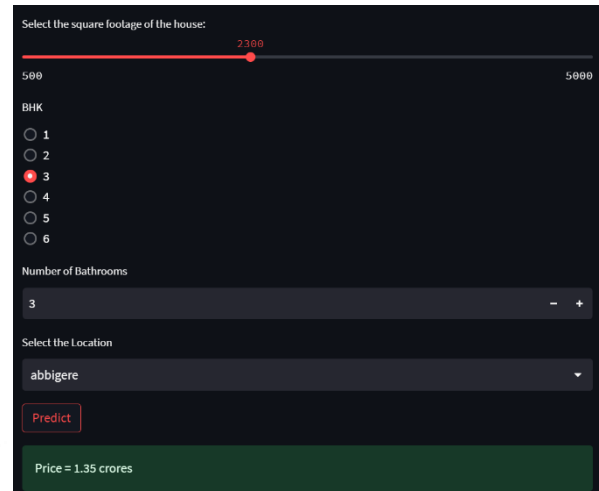 Select the square footage of the house:
2300
500 5000
BHK
1
2
3
4
5
6
Number of Bathrooms
3 − +
Select the Location
abbigere
Predict
Price = 1.35 crores